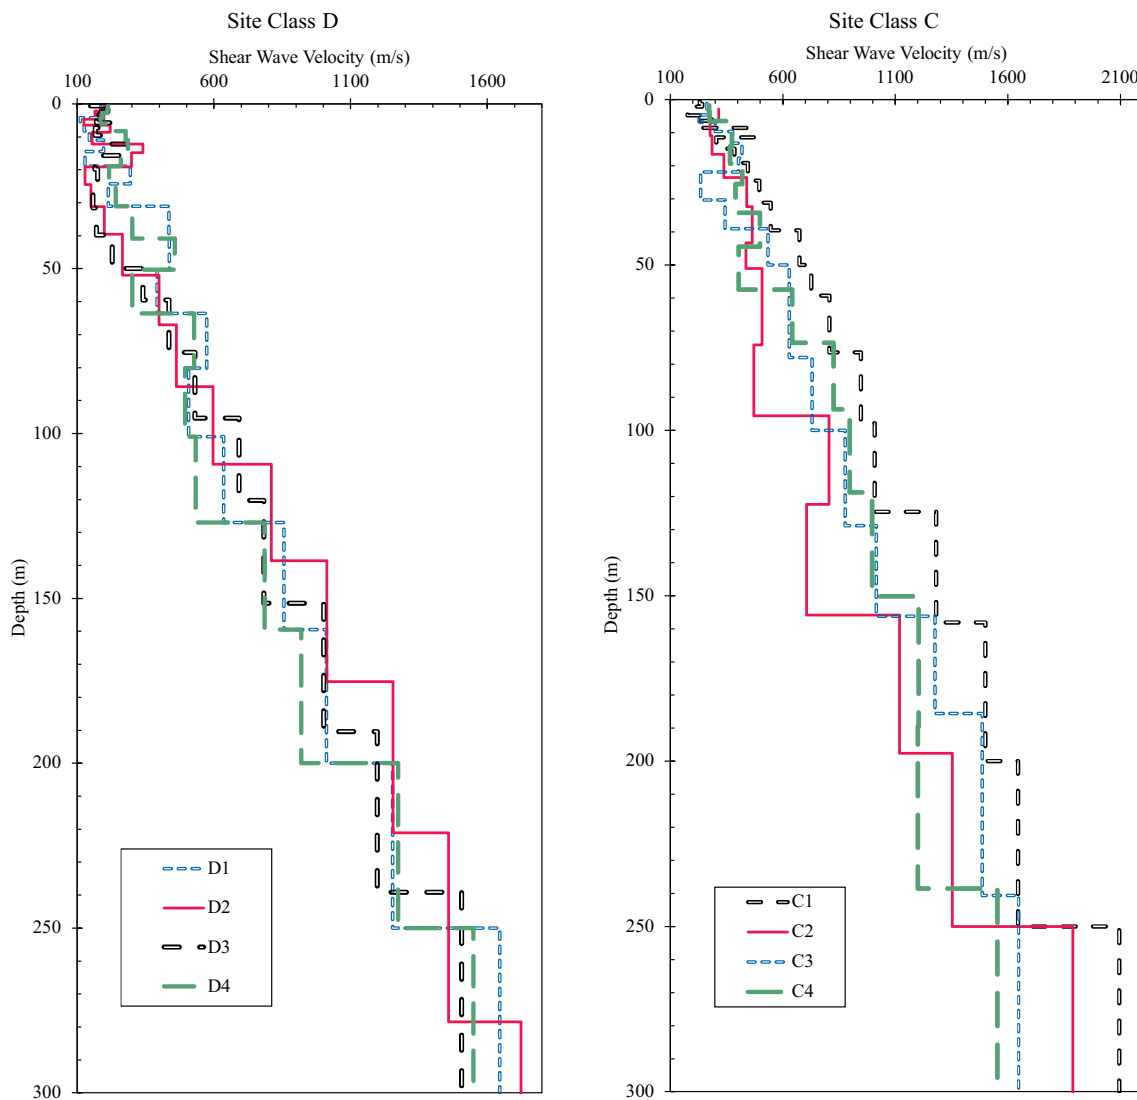 Site Class D
Shear Wave Velocity (m/s)
100 600 1100 1600
0
50
100
150
200
250
300
Depth (m)
D1
D2
D3
D4
Site Class C
Shear Wave Velocity (m/s)
100 600 1100 1600 2100
0
50
100
150
200
250
300
Depth (m)
C1
C2
C3
C4